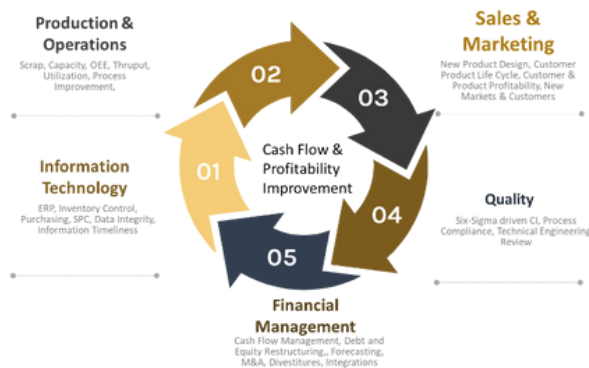 Production &
Operations
Scrap, Capacity, OEE, Thruput,
Utilization, Process
Improvement,
Sales &
Marketing
New Product Design, Customer
Product Life Cycle, Customer &
Product Profitability, New
Markets & Customers
02
03
01
04
05
Cash Flow &
Profitability
Improvement
Information
Technology
ERP, Inventory Control,
Purchasing, SPC, Data Integrity,
Information Timeliness
Quality
Six-Sigma driven CI, Process
Compliance, Technical Engineering
Review
Financial
Management
Cash Flow Management, Debt and
Equity Restructuring,, Forecasting,
M&A, Divestitures, Integrations